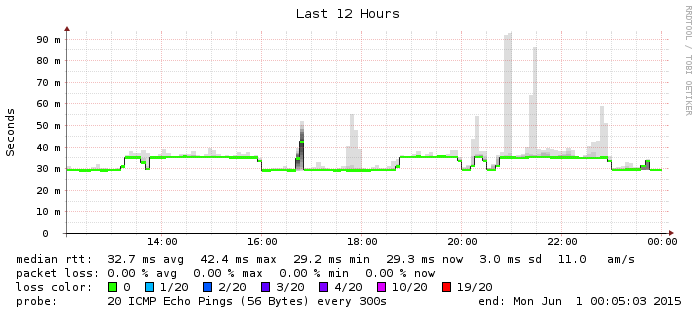 Last 12 Hours
RRDTOOL / TOBI OETIKER
Seconds
90 m
80 m
70 m
60 m
50 m
40 m
30 m
20 m
10 m
0
14:00 16:00 18:00 20:00 22:00 00:00
median rtt: 32.7 ms avg 42.4 ms max 29.2 ms min 29.3 ms now 3.0 ms sd 11.0 am/s
packet loss: 0.00 % avg 0.00 % max 0.00 % min 0.00 % now
loss color: 0 1/20 2/20 3/20 4/20 10/20 19/20
probe: 20 ICMP Echo Pings (56 Bytes) every 300s end: Mon Jun 1 00:05:03 2015